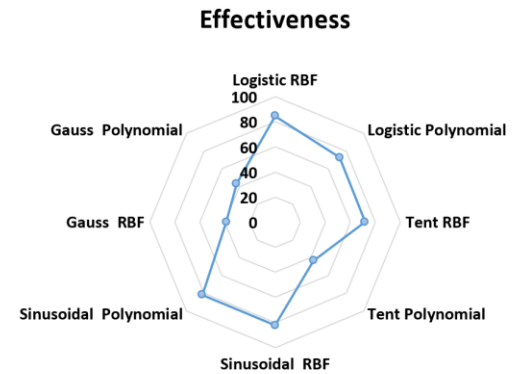 Effectiveness
Logistic RBF
100
Gauss Polynomial
80
Logistic Polynomial
60
40
20
Gauss RBF
0
Tent RBF
Sinusoidal Polynomial
Tent Polynomial
Sinusoidal RBF